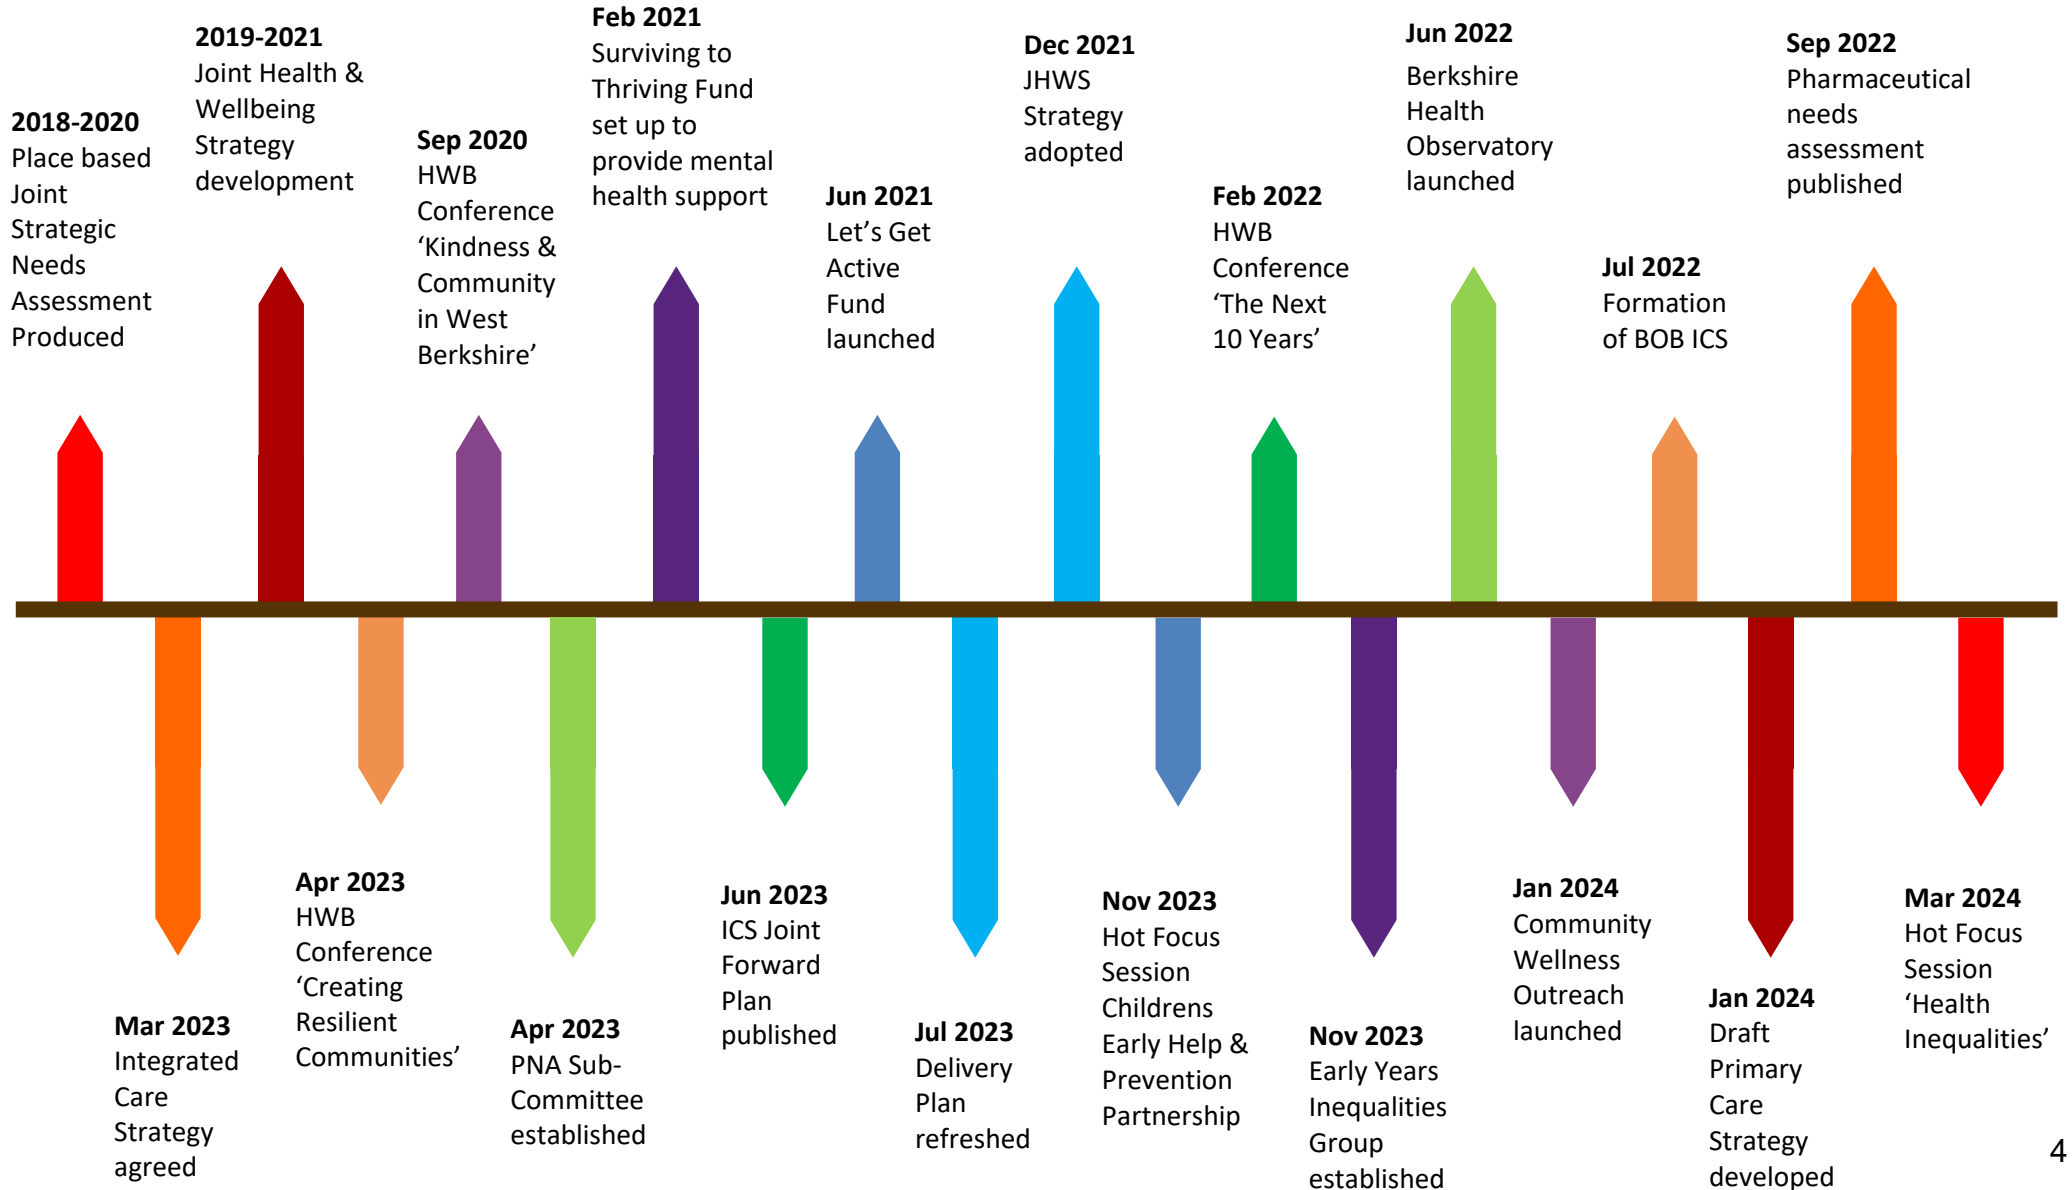 2018-2020
Place based
Joint
Strategic
Needs
Assessment
Produced
2019-2021
Joint Health &
Wellbeing
Strategy
development
Sep 2020
HWB
Conference
‘Kindness &
Community
in West
Berkshire’
Feb 2021
Surviving to
Thriving Fund
set up to
provide mental
health support
Jun 2021
Let’s Get
Active
Fund
launched
Dec 2021
JHWS
Strategy
adopted
Feb 2022
HWB
Conference
‘The Next
10 Years’
Jun 2022
Berkshire
Health
Observatory
launched
Jul 2022
Formation
of BOB ICS
Sep 2022
Pharmaceutical
needs
assessment
published
Mar 2023
Integrated
Care
Strategy
agreed
Apr 2023
HWB
Conference
‘Creating
Resilient
Communities’
Apr 2023
PNA Sub-
Committee
established
Jun 2023
ICS Joint
Forward
Plan
published
Jul 2023
Delivery
Plan
refreshed
Nov 2023
Hot Focus
Session
Childrens
Early Help &
Prevention
Partnership
Nov 2023
Early Years
Inequalities
Group
established
Jan 2024
Community
Wellness
Outreach
launched
Jan 2024
Draft
Primary
Care
Strategy
developed
Mar 2024
Hot Focus
Session
‘Health
Inequalities’
4